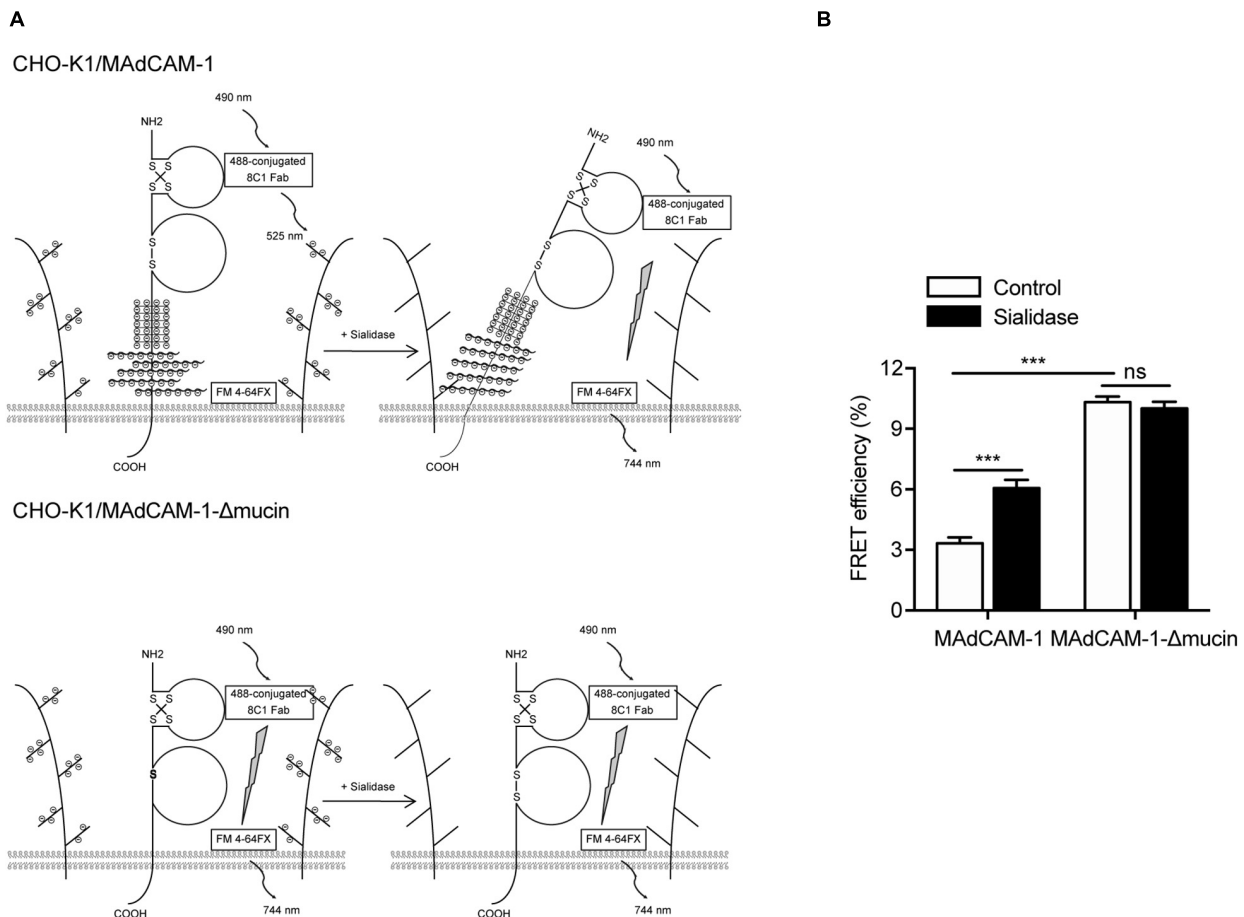 A
B
CHO-K1/MAdCAM-1
490 nm
NH2
S S
S S
488-conjugated
8C1 Fab
525 nm
S
S
FM 4-64FX
COOH
+ Sialidase
NH2
490 nm
S S
S S
488-conjugated
8C1 Fab
S
S
FM 4-64FX
COOH
744 nm
CHO-K1/MAdCAM-1-Δmucin
490 nm
NH2
S S
S S
488-conjugated
8C1 Fab
S
FM 4-64FX
COOH
744 nm
+ Sialidase
490 nm
NH2
S S
S S
488-conjugated
8C1 Fab
S
S
FM 4-64FX
COOH
744 nm
Control
Sialidase
FRET efficiency (%)
12
9
6
3
0
***
***
ns
MAdCAM-1
MAdCAM-1-Δmucin